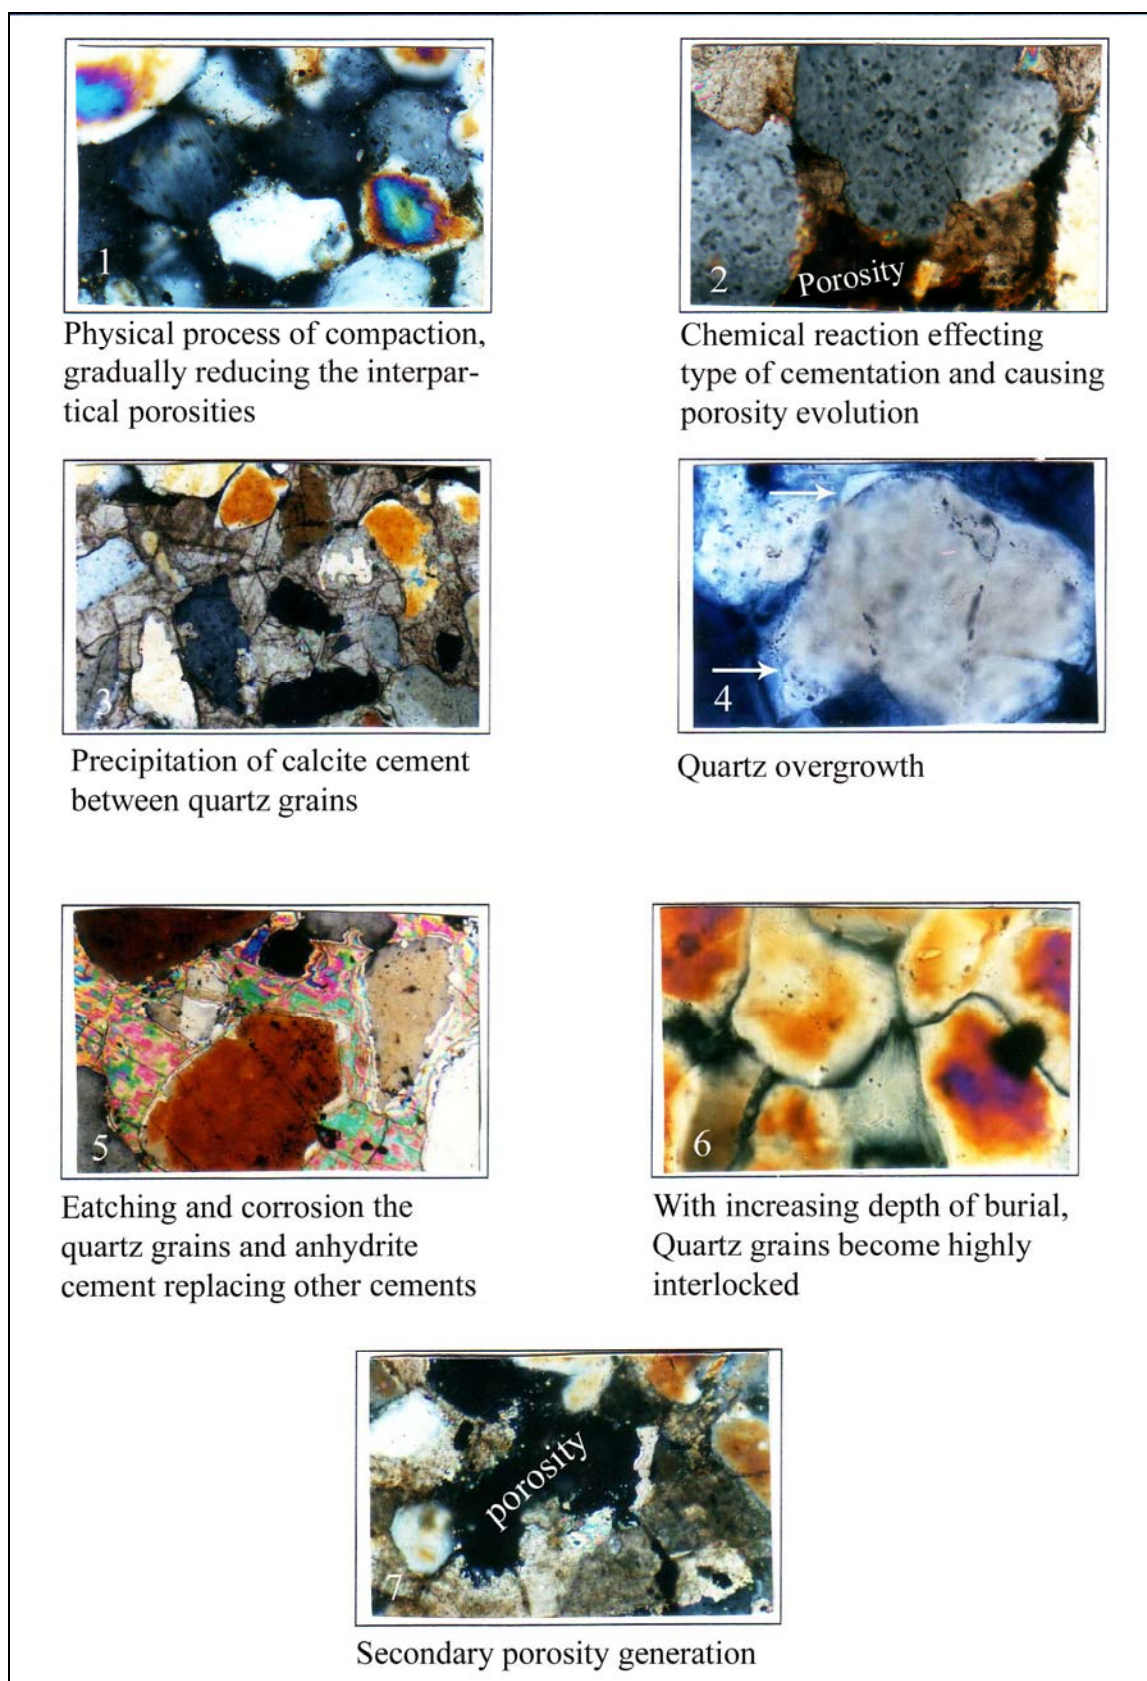 1
Physical process of compaction,
gradually reducing the interpar-
tical porosities
2
Porosity
Chemical reaction effecting
type of cementation and causing
porosity evolution
3
Precipitation of calcite cement
between quartz grains
4
Quartz overgrowth
5
Eatching and corrosion the
quartz grains and anhydrite
cement replacing other cements
6
With increasing depth of burial,
Quartz grains become highly
interlocked
porosity
7
Secondary porosity generation